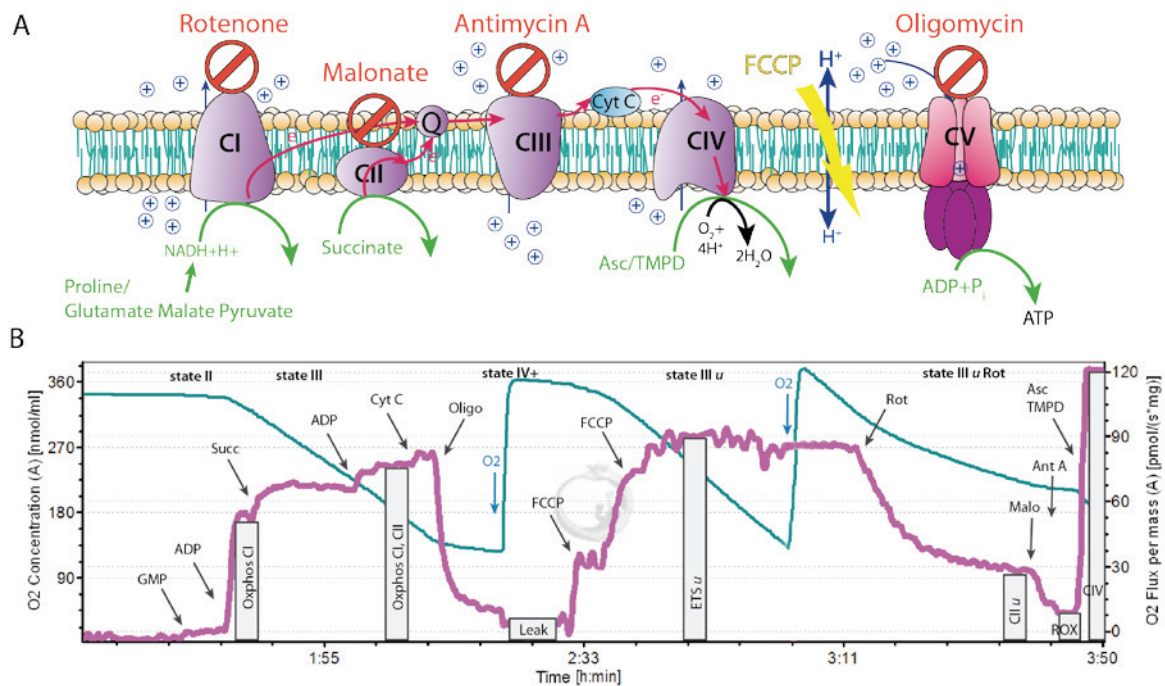 A
Rotenone
Antimycin A
Oligomycin
Malonate
FCCP
H⁺
Cyt C
e⁻
Q
e⁻
e⁻
CI
CII
CIII
CIV
CV
H⁺
NADH+H+
Succinate
O₂+
4H⁺
2H₂O
Asc/TMPD
Proline/
Glutamate Malate Pyruvate
ADP+Pᵢ
ATP
B
state II
state III
state IV+
state III u
state III u Rot
O2 Concentration (A) [nmol/ml]
360
270
180
90
GMP
ADP
Succ
ADP
Cyt C
Oligo
O2
FCCP
FCCP
O2
Rot
Malo
Ant A
Asc
TMPD
Oxphos CI
Oxphos CI, CII
Leak
ETS u
CII u
ROX
CIV
120
90
60
30
0
O2 Flux per mass (A) [pmol/(s*mg)]
1:55
2:33
3:11
3:50
Time [h:min]